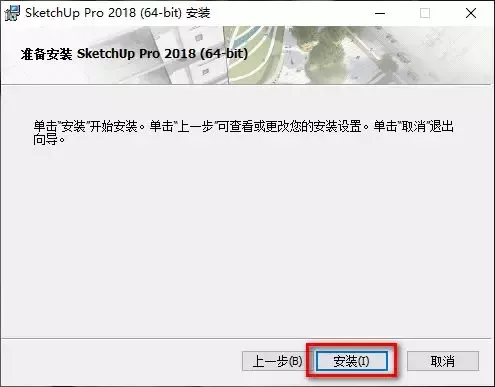 SketchUp Pro 2018 (64-bit) 安装
准备安装 SketchUp Pro 2018 (64-bit)
单击“安装”开始安装。单击“上一步”可查看或更改您的安装设置。单击“取消”退出
向导。
上一步(B) 安装(I) 取消